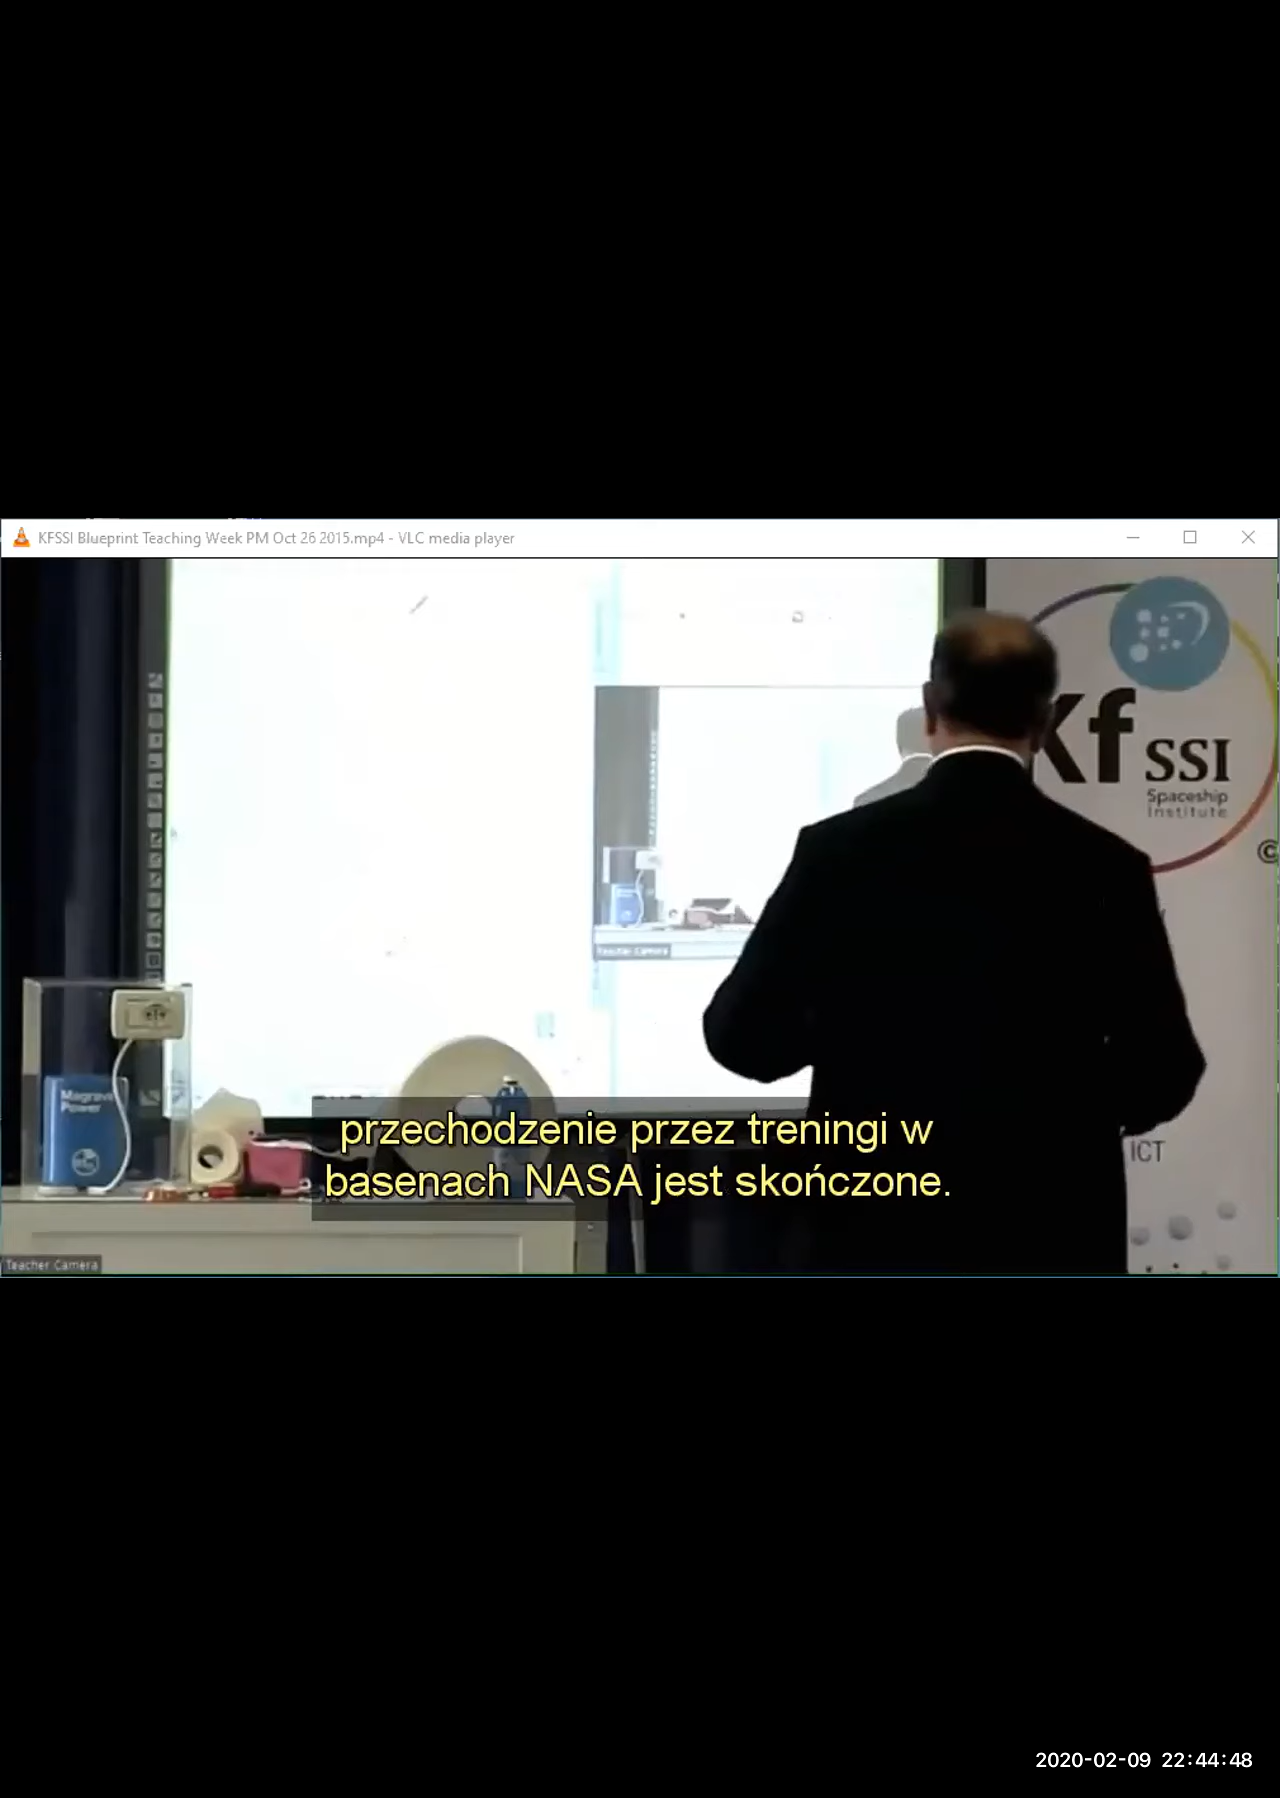 KFSSI Blueprint Teaching Week PM Oct 26 2015.mp4 - VLC media player
Kf SSI
Spaceship
Institute
©
Magravs
Power
Teacher Camera
przechodzenie przez treningi w
basenach NASA jest skończone.
ICT
Teacher Camera
2020-02-09 22:44:48